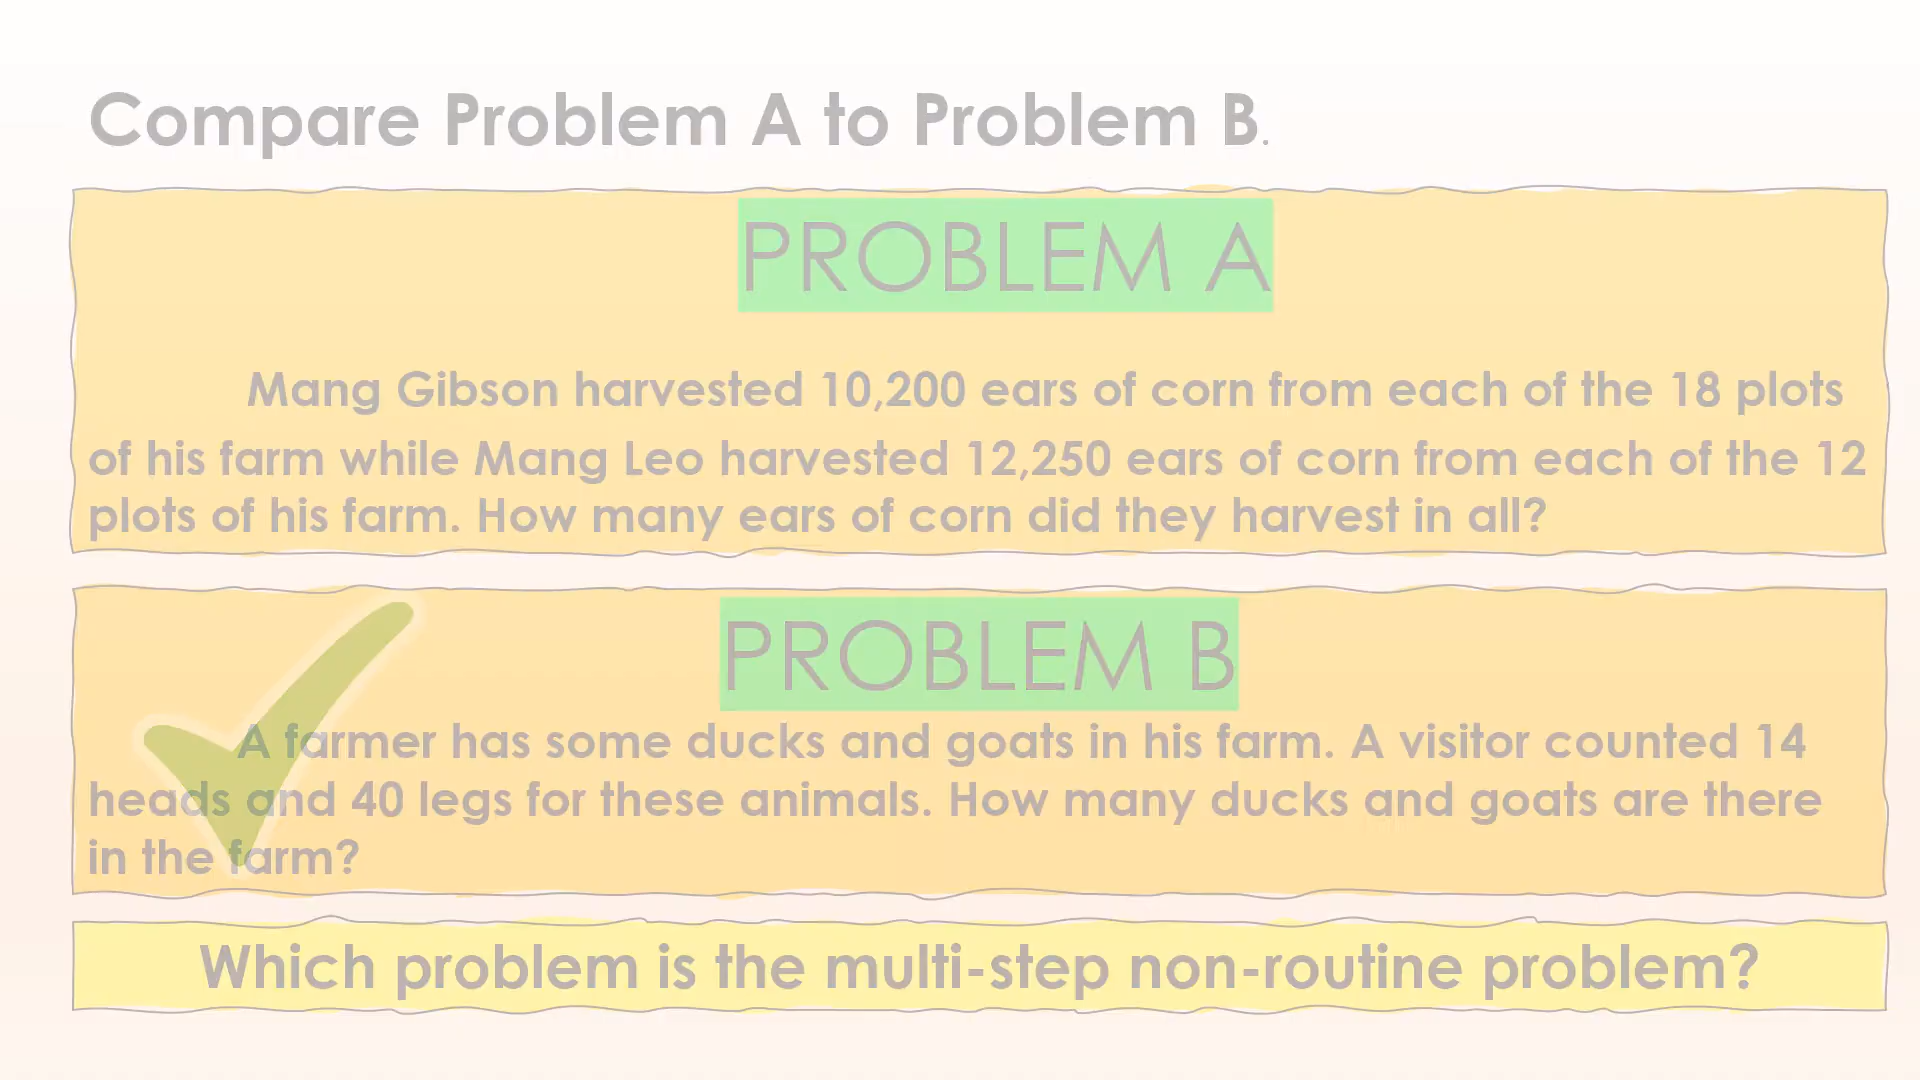 Compare Problem A to Problem B.
PROBLEM A
Mang Gibson harvested 10,200 ears of corn from each of the 18 plots
of his farm while Mang Leo harvested 12,250 ears of corn from each of the 12
plots of his farm. How many ears of corn did they harvest in all?
PROBLEM B
A farmer has some ducks and goats in his farm. A visitor counted 14
heads and 40 legs for these animals. How many ducks and goats are there
in the farm?
Which problem is the multi-step non-routine problem?